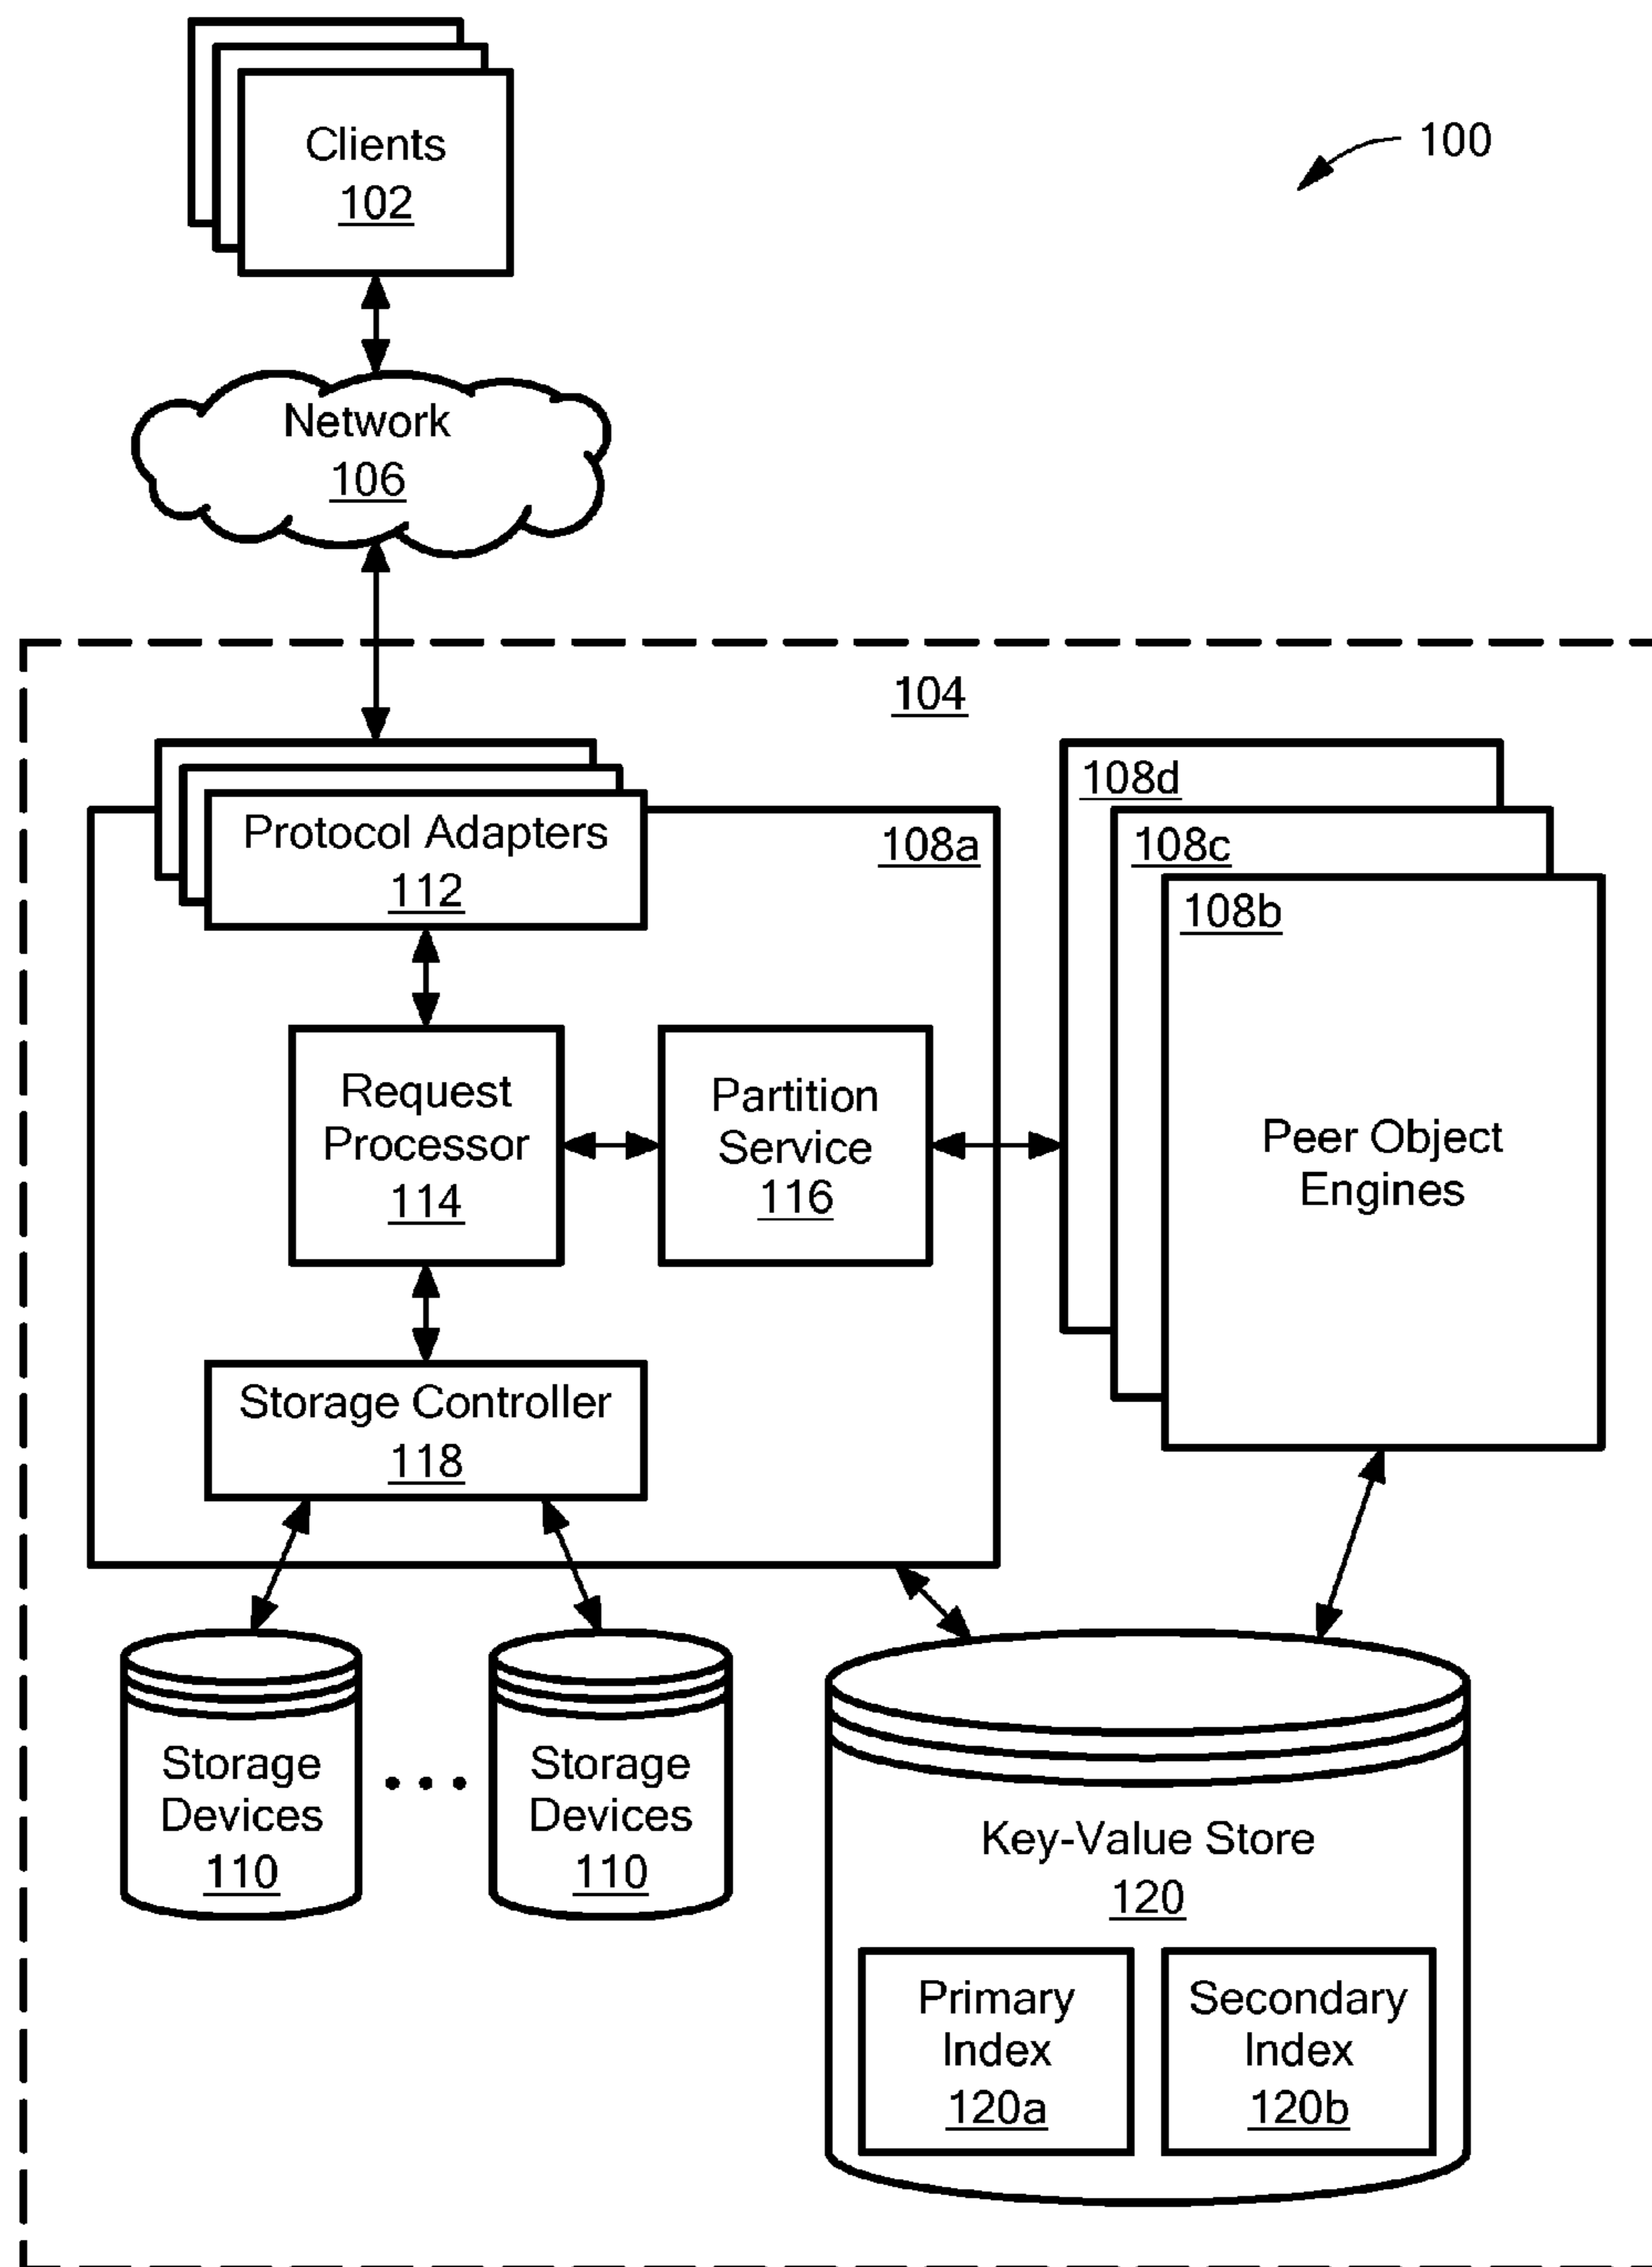 Clients
102
100
Network
106
104
Protocol Adapters
112
108a
108d
108c
108b
Request
Processor
114
Partition
Service
116
Peer Object
Engines
Storage Controller
118
Storage
Devices
110
Storage
Devices
110
Key-Value Store
120
Primary
Index
120a
Secondary
Index
120b